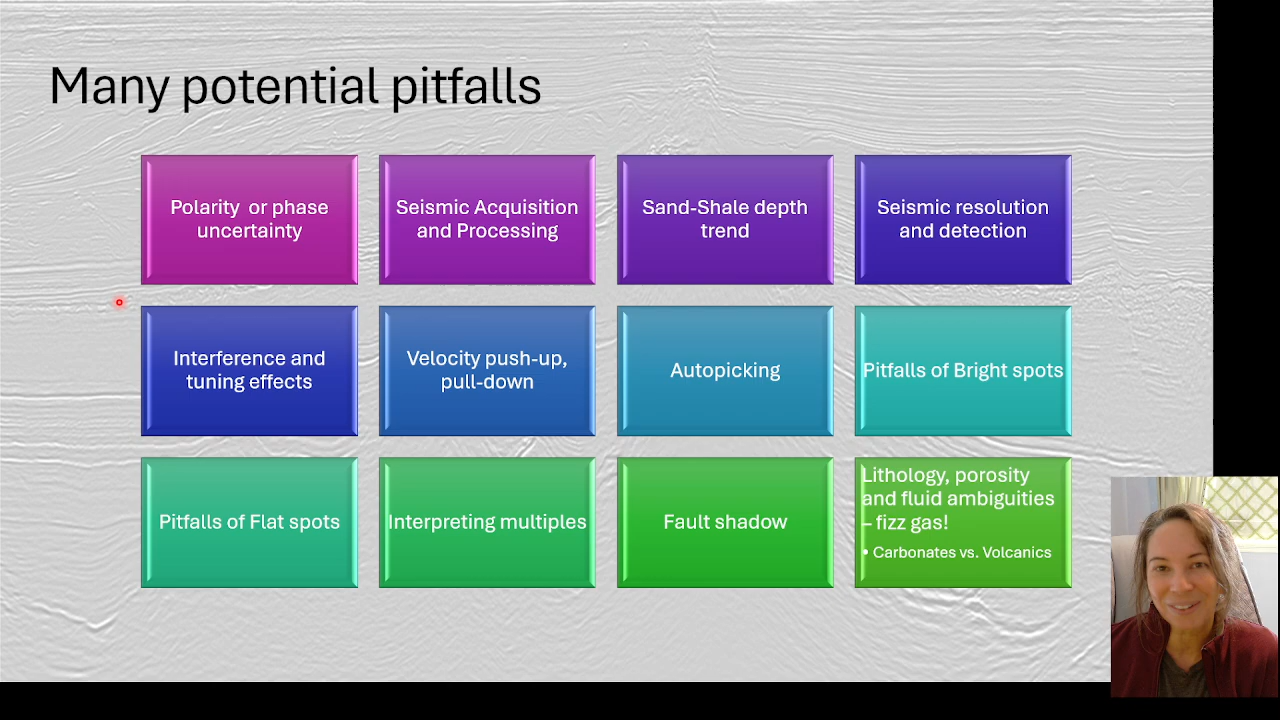 Many potential pitfalls
Polarity or phase
uncertainty
Seismic Acquisition
and Processing
Sand-Shale depth
trend
Seismic resolution
and detection
Interference and
tuning effects
Velocity push-up,
pull-down
Autopicking
Pitfalls of Bright spots
Pitfalls of Flat spots
Interpreting multiples
Fault shadow
Lithology, porosity
and fluid ambiguities
– fizz gas!
• Carbonates vs. Volcanics